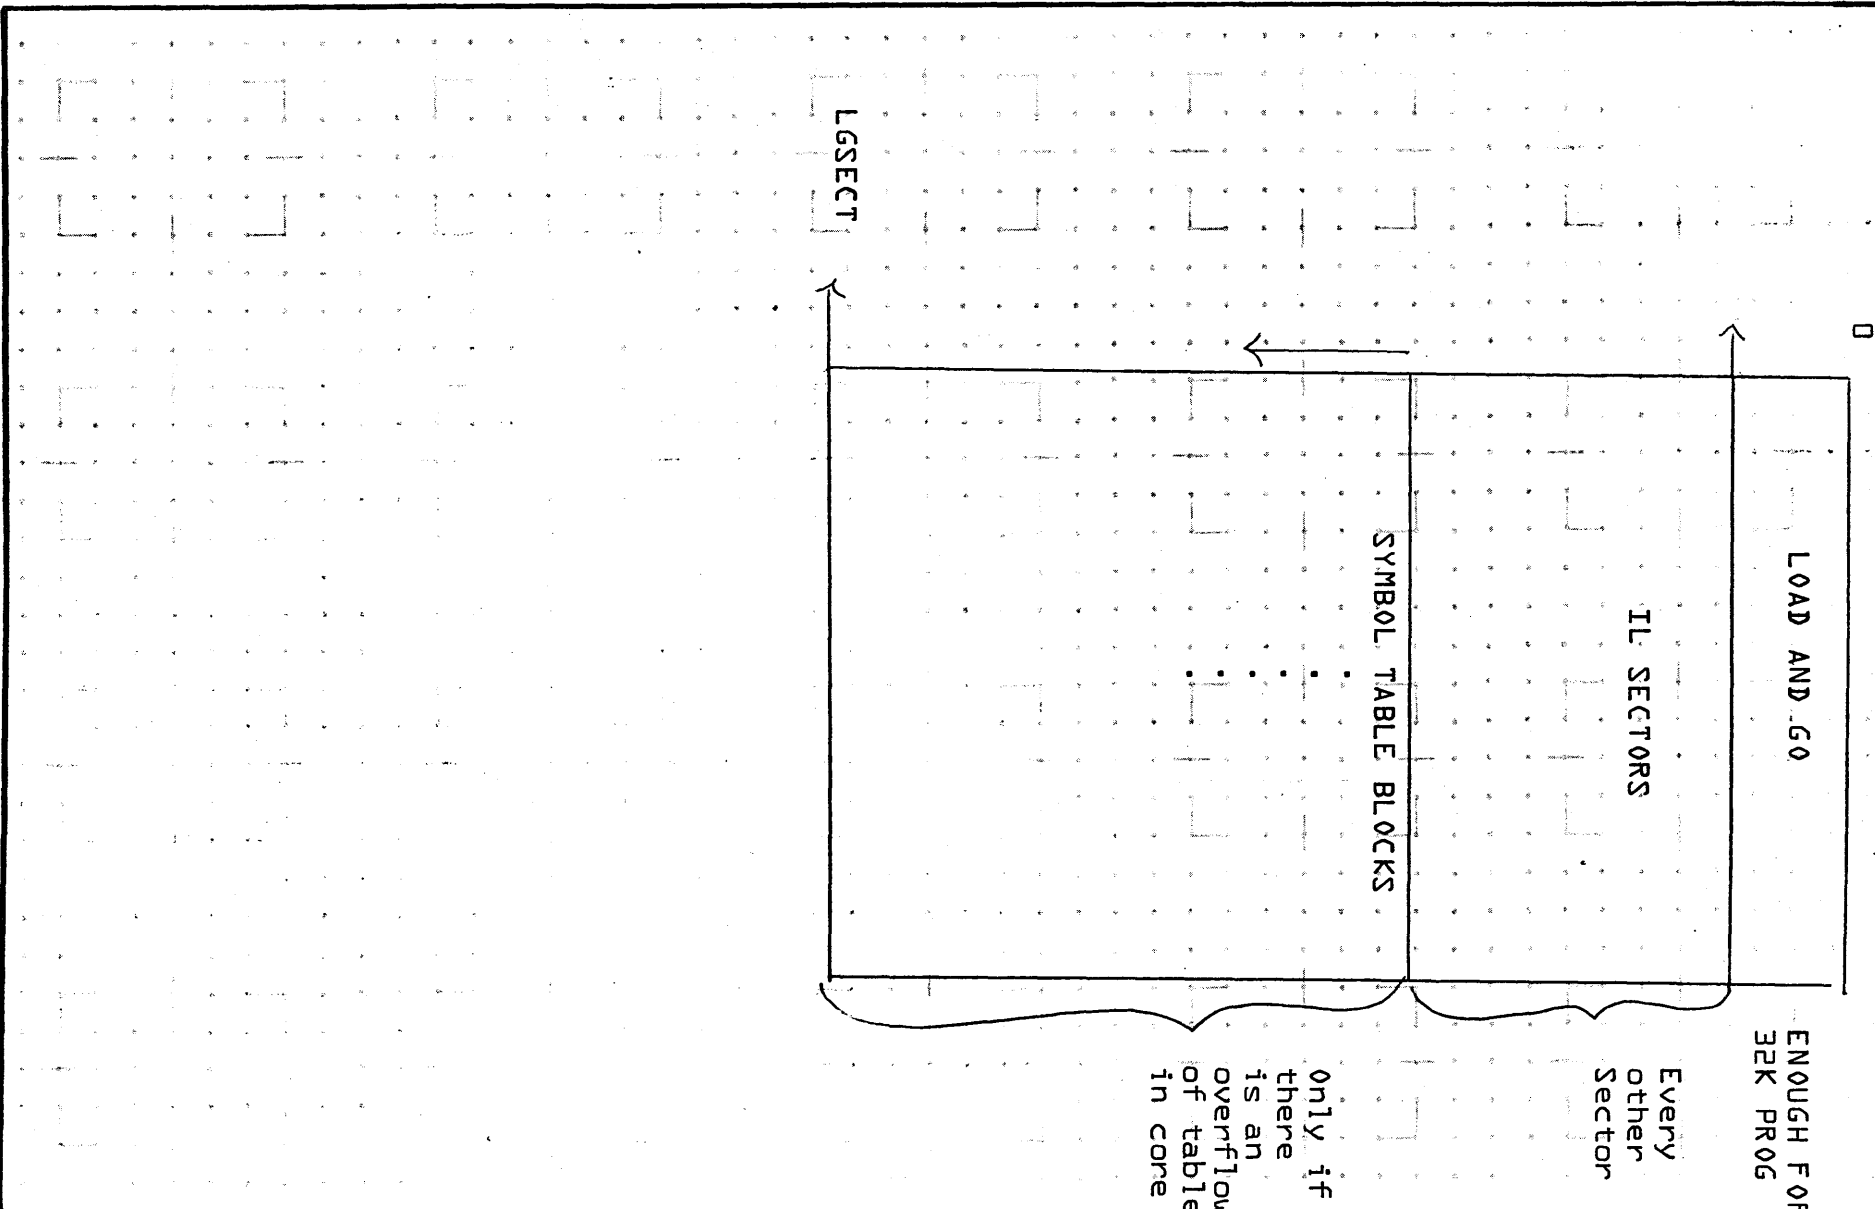 LOAD AND GO
ENOUGH FOR
32K PROG
IL SECTORS
Every
other
Sector
SYMBOL TABLE BLOCKS
Only if
there
is an
overflow
of table
in core
LGSECT